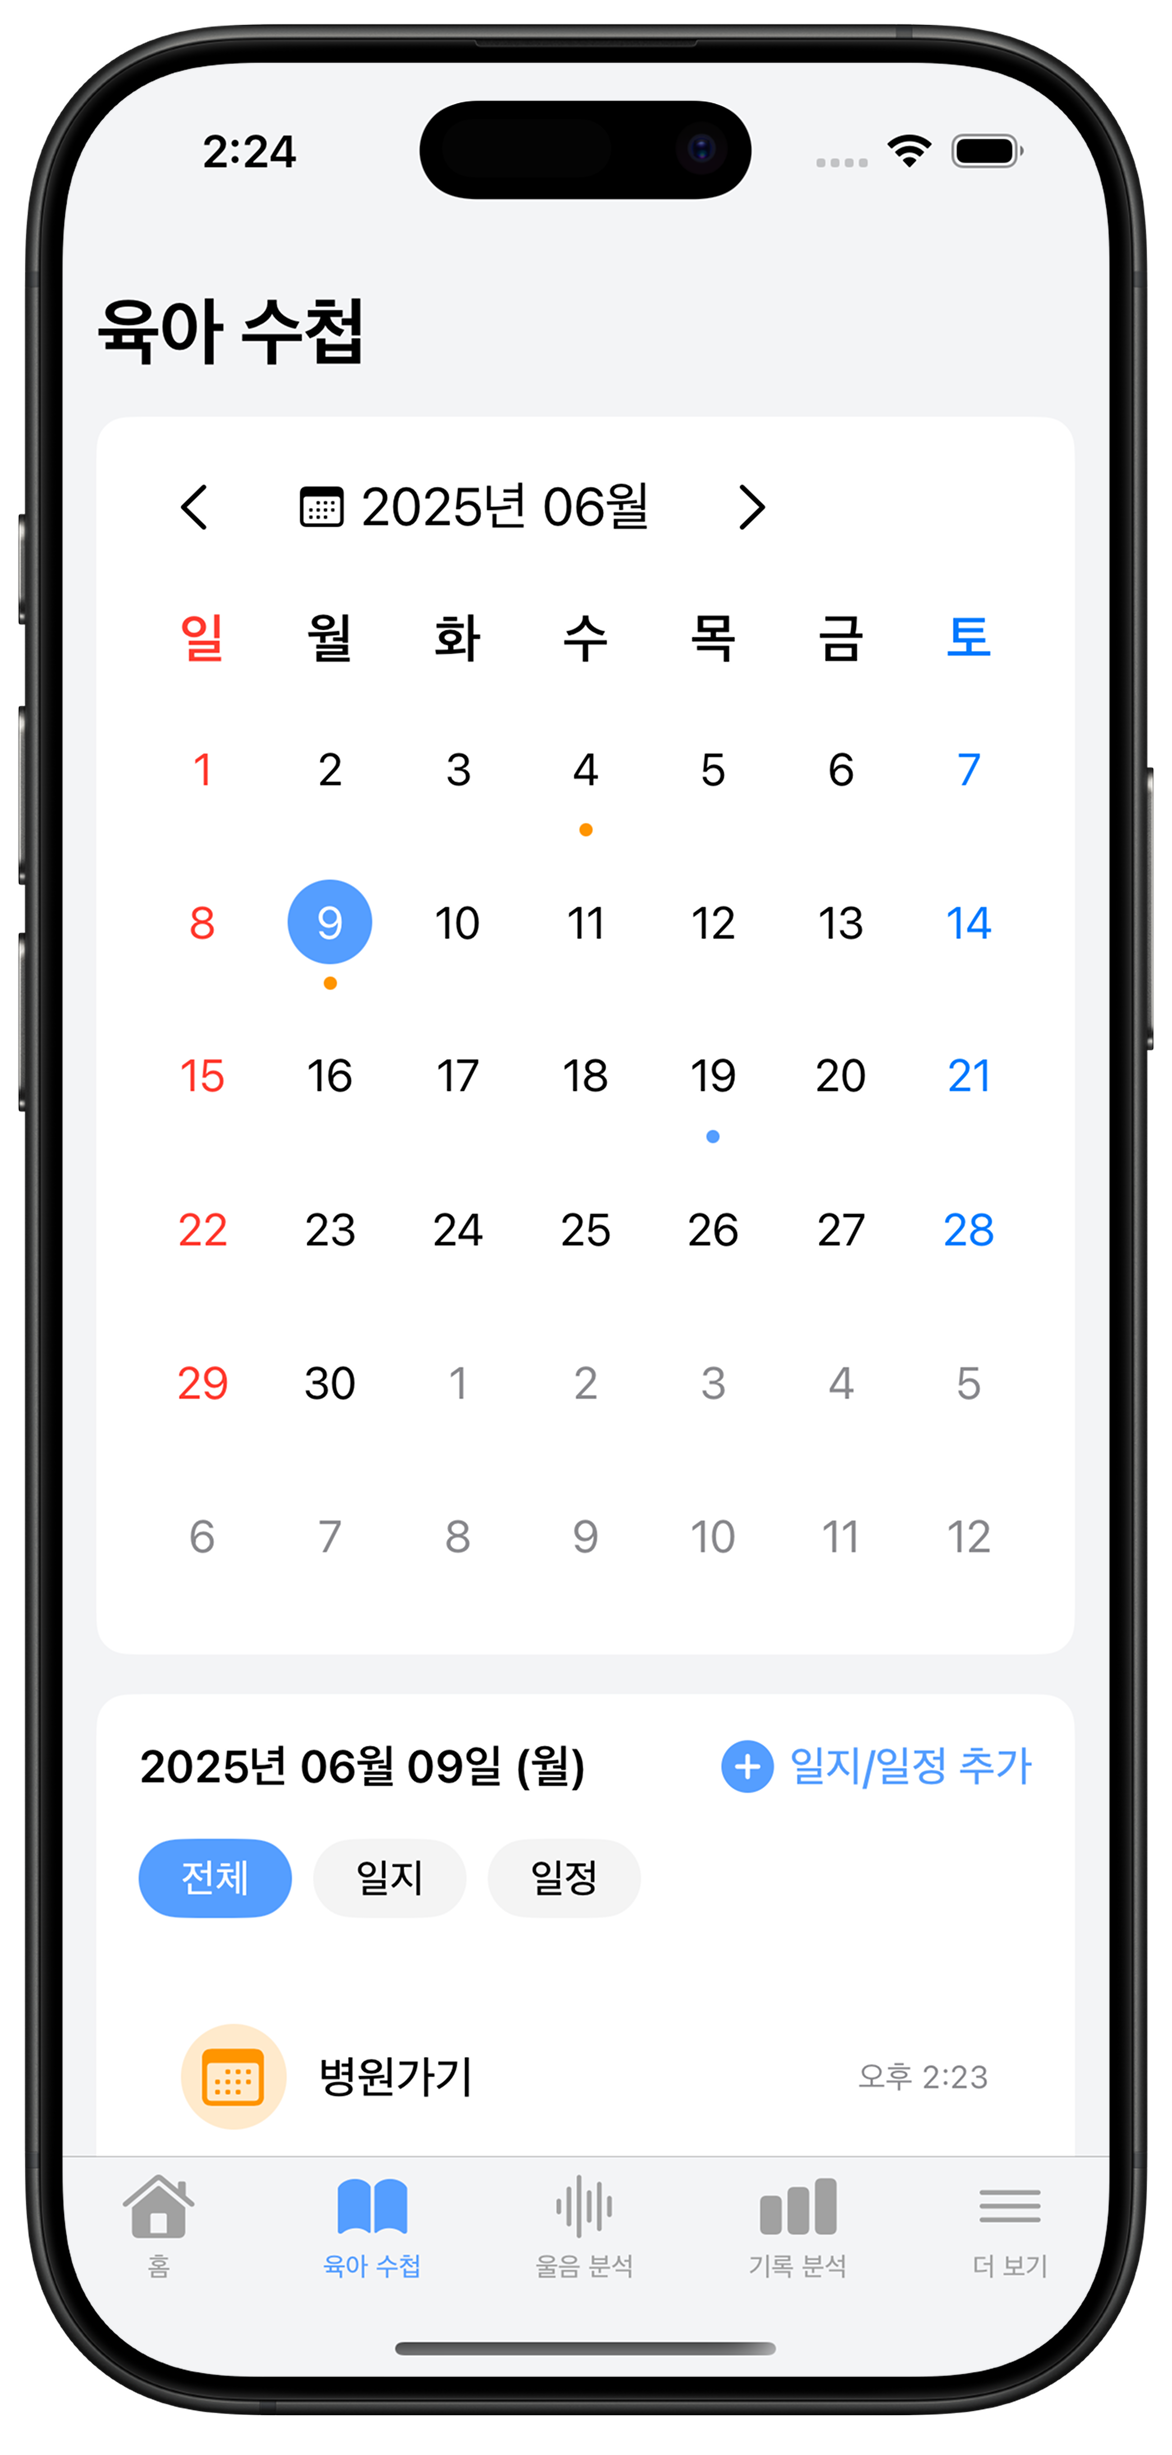 2:24
육아 수첩
2025년 06월
일 월 화 수 목 금 토
1 2 3 4 5 6 7
8 9 10 11 12 13 14
15 16 17 18 19 20 21
22 23 24 25 26 27 28
29 30 1 2 3 4 5
6 7 8 9 10 11 12
2025년 06월 09일 (월) 일지/일정 추가
전체 일지 일정
병원가기 오후 2:23
홈 육아 수첩 울음 분석 기록 분석 더 보기